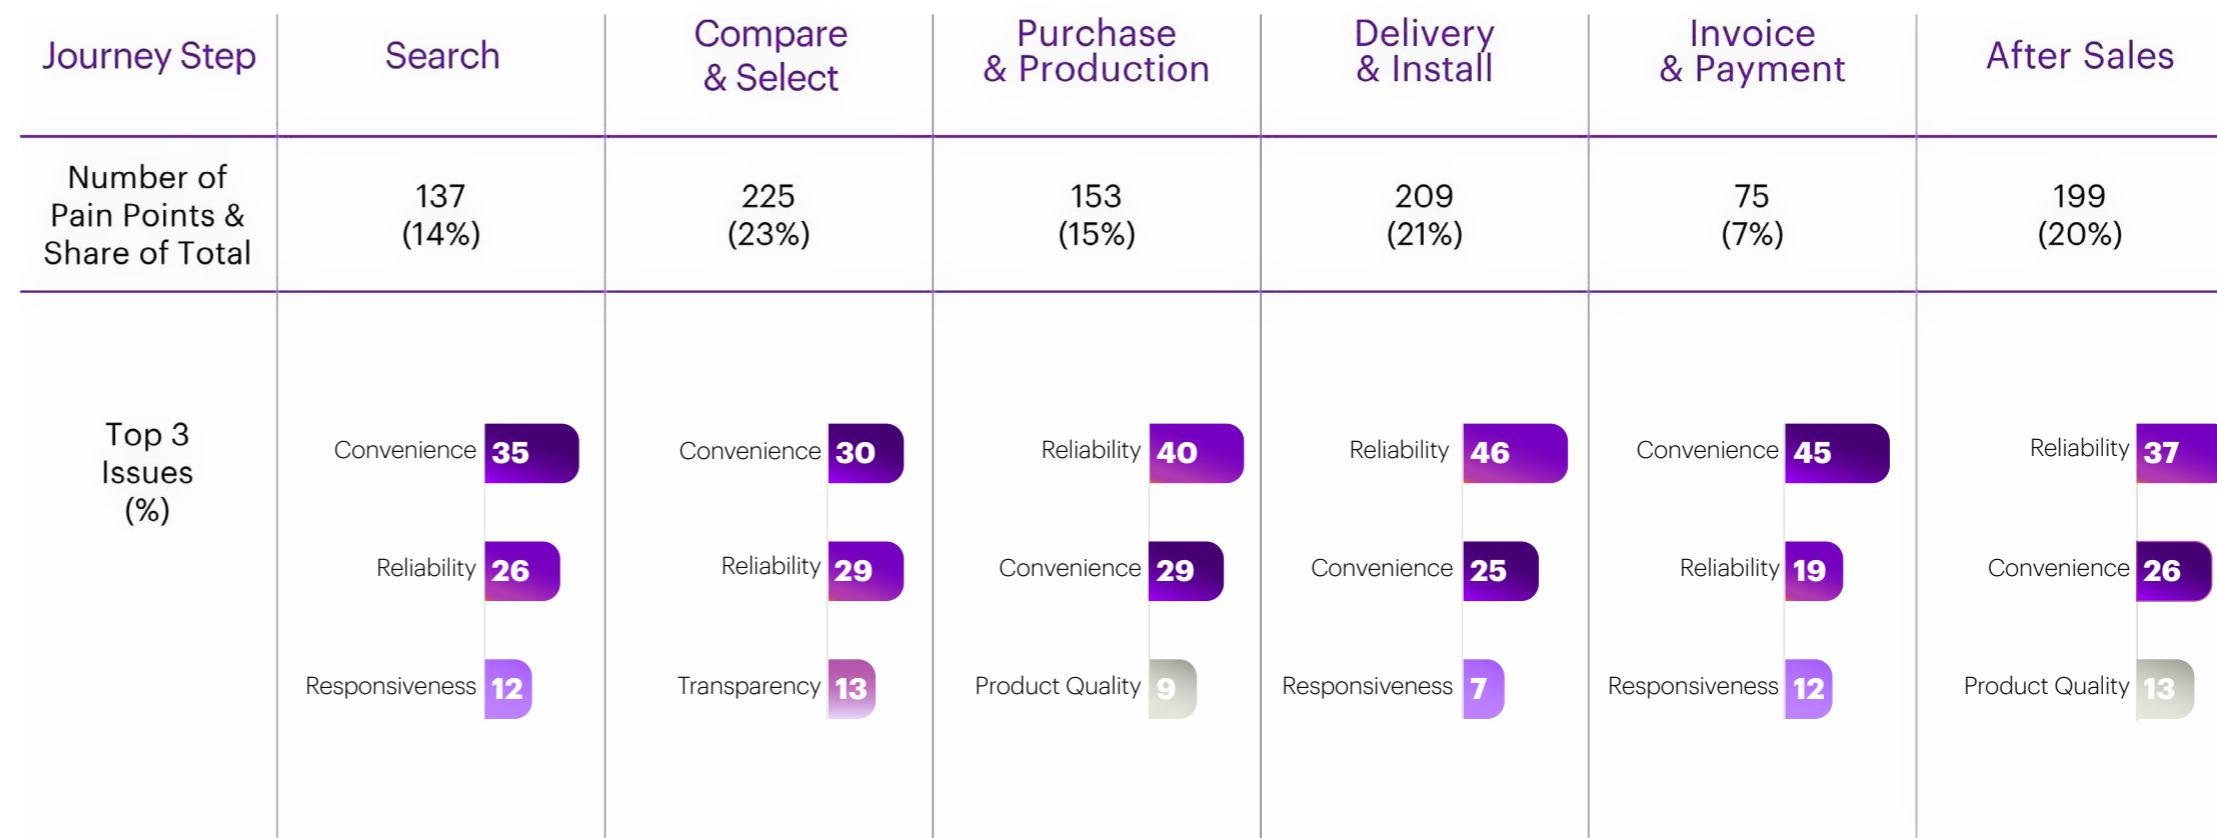 Journey Step
Search
Compare
& Select
Purchase
& Production
Delivery
& Install
Invoice
& Payment
After Sales
Number of
Pain Points &
Share of Total
137
(14%)
225
(23%)
153
(15%)
209
(21%)
75
(7%)
199
(20%)
Top 3
Issues
(%)
Convenience 35
Reliability 26
Responsiveness 12
Convenience 30
Reliability 29
Transparency 13
Reliability 40
Convenience 29
Product Quality 9
Reliability 46
Convenience 25
Responsiveness 7
Convenience 45
Reliability 19
Responsiveness 12
Reliability 37
Convenience 26
Product Quality 13